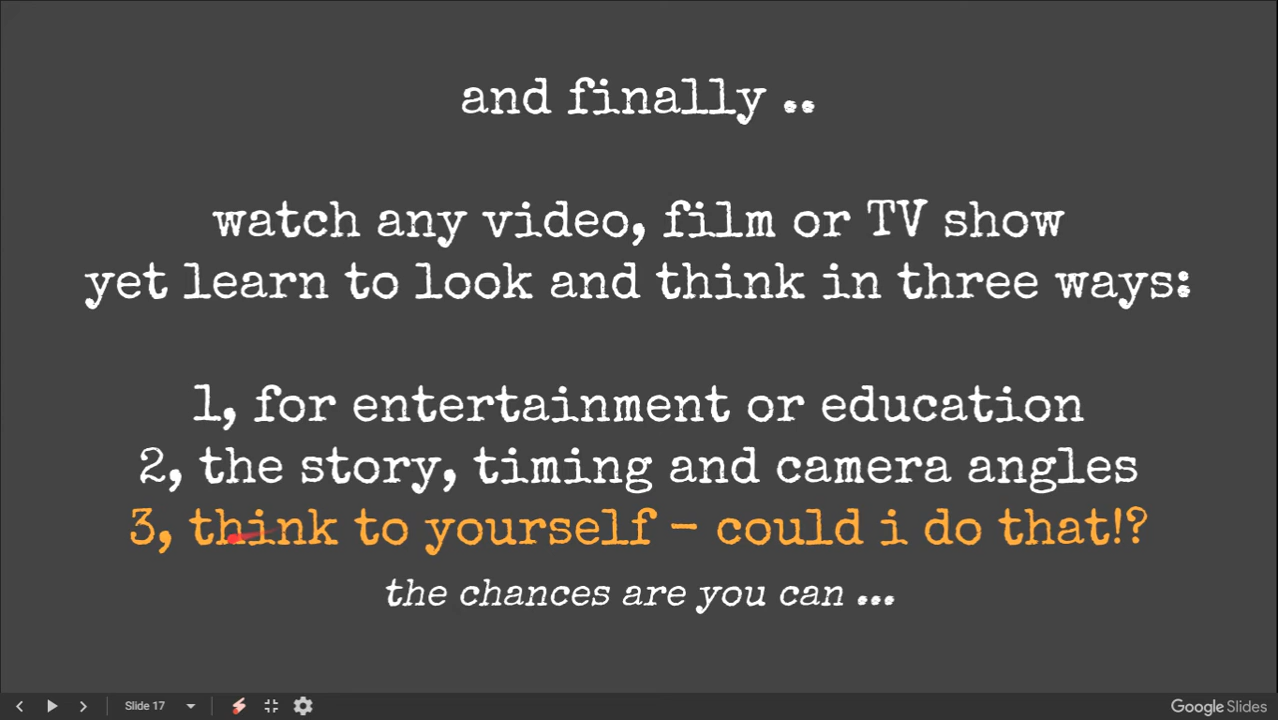 and finally ..
watch any video, film or TV show
yet learn to look and think in three ways:
1, for entertainment or education
2, the story, timing and camera angles
3, think to yourself - could i do that!?
the chances are you can ...
Slide 17
Google Slides